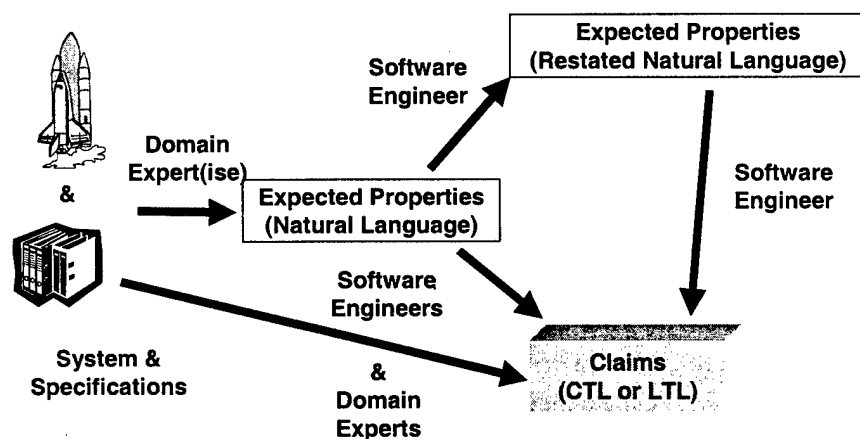 Expected Properties
(Restated Natural Language)
Software
Engineer
Domain
Expert(ise)
&
Expected Properties
(Natural Language)
Software
Engineer
Software
Engineers
System &
Specifications
&
Domain
Experts
Claims
(CTL or LTL)